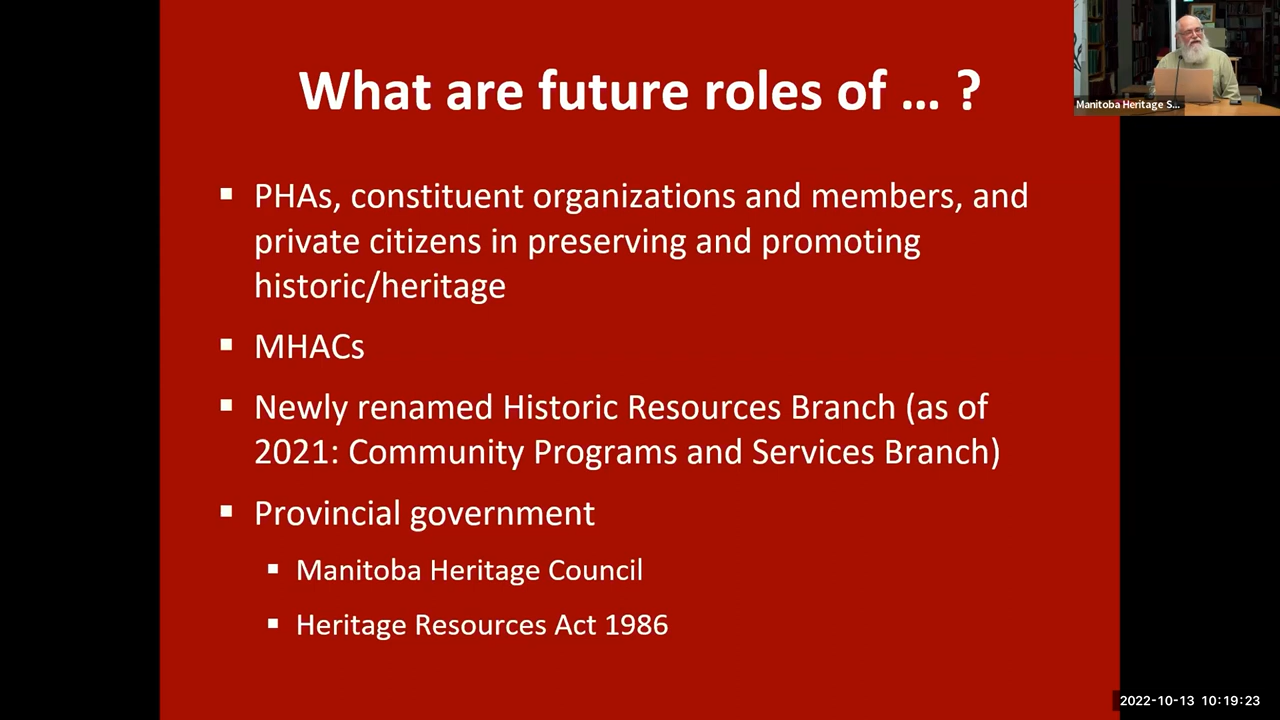 What are future roles of ... ?
Manitoba Heritage S...
▪ PHAs, constituent organizations and members, and
private citizens in preserving and promoting
historic/heritage
▪ MHACs
▪ Newly renamed Historic Resources Branch (as of
2021: Community Programs and Services Branch)
▪ Provincial government
▪ Manitoba Heritage Council
▪ Heritage Resources Act 1986
2022-10-13 10:19:23